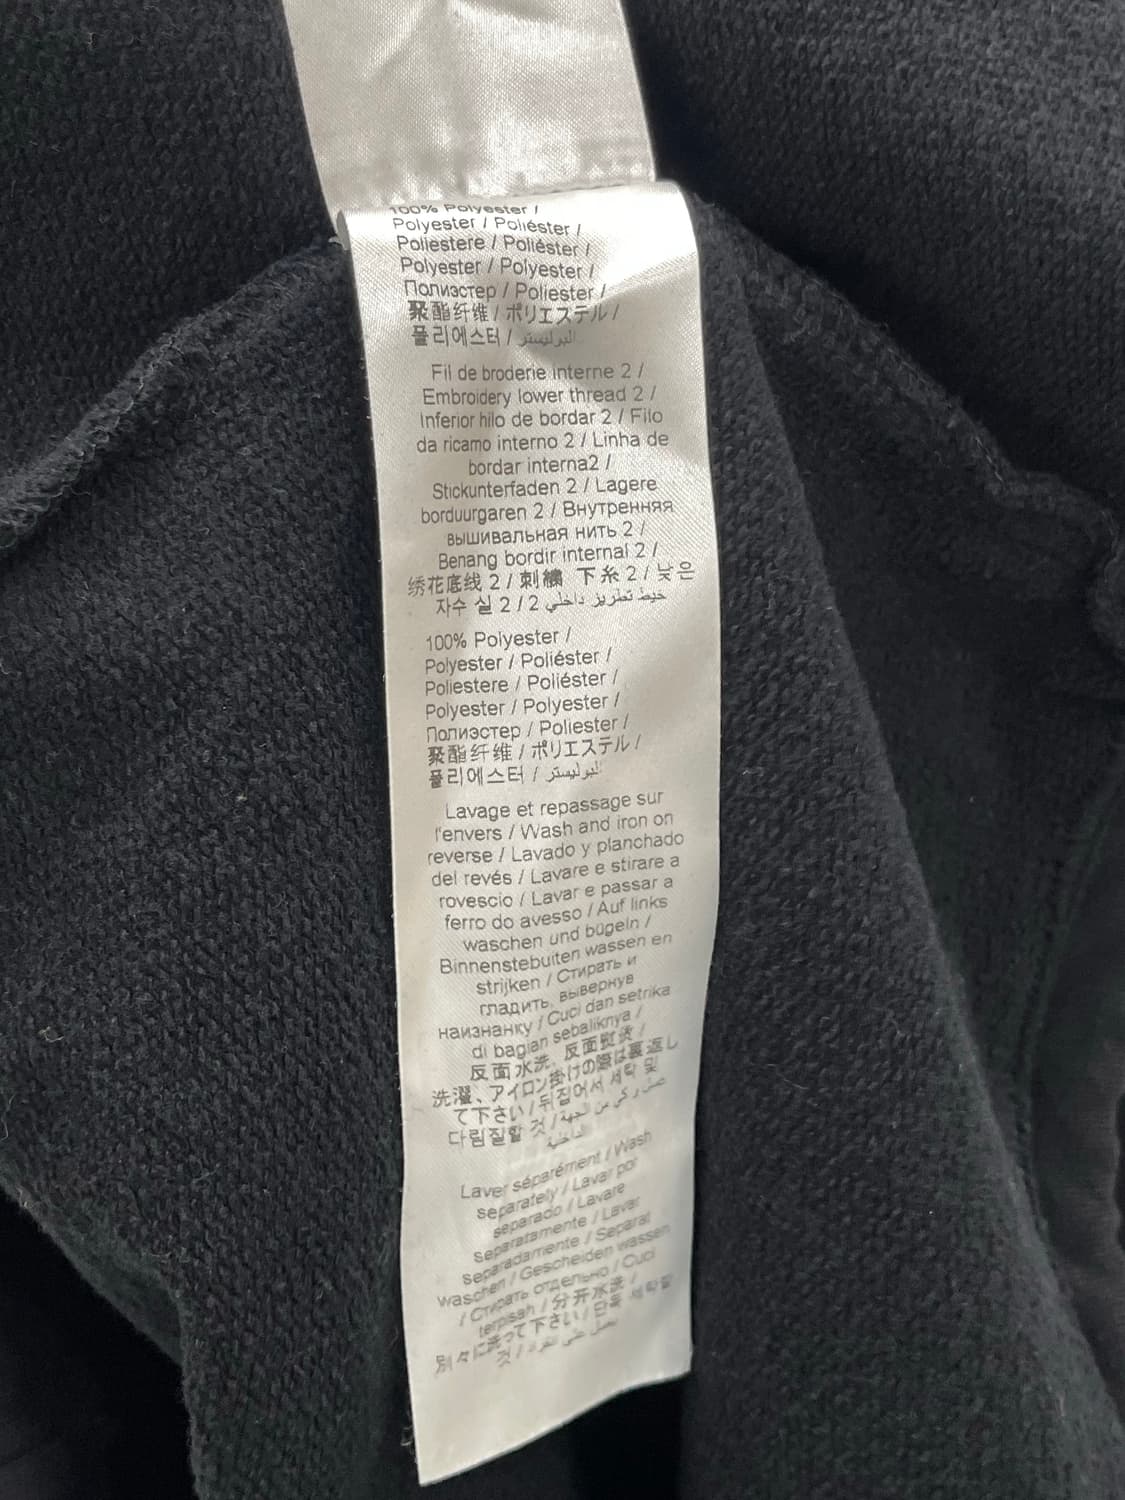 100% Polyester /
Polyester / Poliéster /
Poliestere / Poliéster /
Polyester / Polyester /
Полиэстер / Poliester /
聚酯纤维 / ポリエステル /
폴리에스터 / البوليستر
Fil de broderie interne 2 /
Embroidery lower thread 2 /
Inferior hilo de bordar 2 / Filo
da ricamo interno 2 / Linha de
bordar interna2 /
Stickunterfaden 2 / Lagere
borduurgaren 2 / Внутренняя
вышивальная нить 2 /
Benang bordir internal 2 /
绣花底线 2 / 刺繍 下糸 2 / 낮은
자수 실 2 / خيط تطريز داخلي 2
100% Polyester /
Polyester / Poliéster /
Poliestere / Poliéster /
Polyester / Polyester /
Полиэстер / Poliester /
聚酯纤维 / ポリエステル /
폴리에스터 / البوليستر
Lavage et repassage sur
l'envers / Wash and iron on
reverse / Lavado y planchado
del revés / Lavare e stirare a
rovescio / Lavar e passar a
ferro do avesso / Auf links
waschen und bügeln /
Binnenstebuiten wassen en
strijken / Стирать и
гладить, вывернув
наизнанку / Cuci dan setrika
di bagian sebaliknya /
反面水洗, 反面熨烫 /
洗濯、アイロン掛けの際は裏返し
て下さい / 뒤집어서 세탁 및
다림질할 것 / غسل وكي من الجهة
الداخلية
Laver séparément / Wash
separately / Lavar por
separado / Lavare
separatamente / Lavar
separadamente / Separat
waschen / Gescheiden wassen
/ Стирать отдельно / Cuci
terpisah / 分开水洗 /
別々に洗って下さい / 단독 세탁할
것 / يغسل على